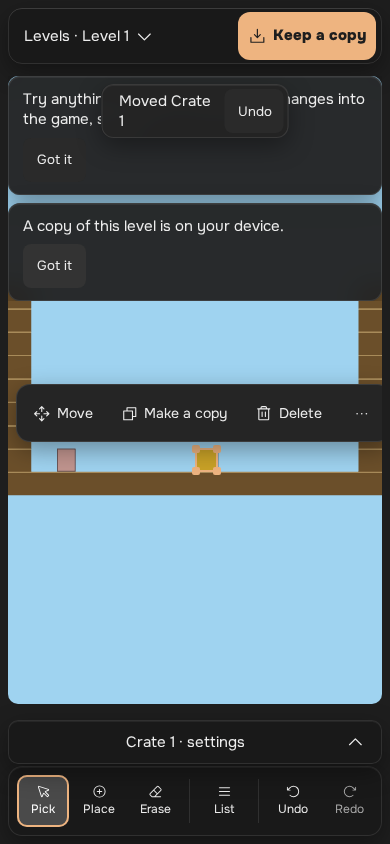 Levels · Level 1
Keep a copy
Try anythin
hanges into
the game, s
Moved Crate
1
Undo
Got it
A copy of this level is on your device.
Got it
Move
Make a copy
Delete
···
Crate 1 · settings
Pick
Place
Erase
List
Undo
Redo